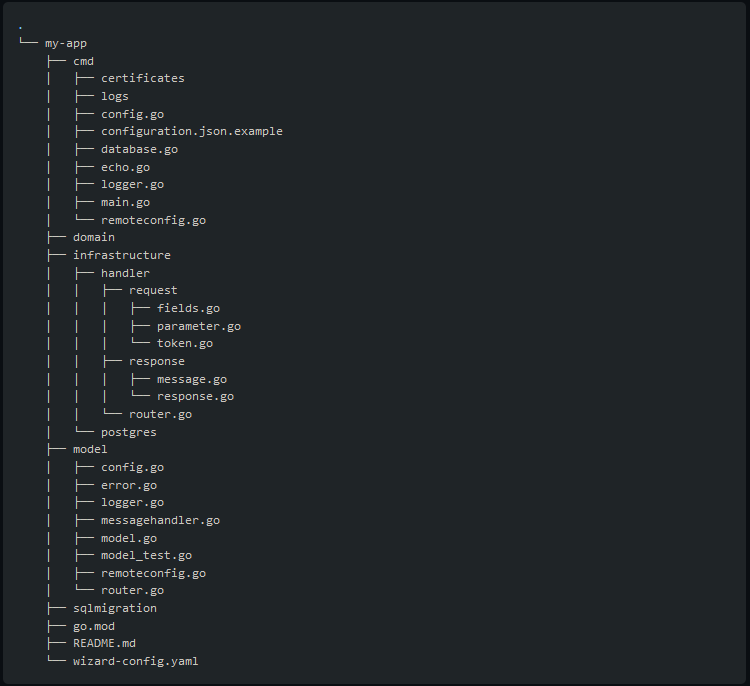 .
└── my-app
    ├── cmd
    │   ├── certificates
    │   ├── logs
    │   ├── config.go
    │   ├── configuration.json.example
    │   ├── database.go
    │   ├── echo.go
    │   ├── logger.go
    │   ├── main.go
    │   └── remoteconfig.go
    ├── domain
    ├── infrastructure
    │   ├── handler
    │   │   ├── request
    │   │   │   ├── fields.go
    │   │   │   ├── parameter.go
    │   │   │   └── token.go
    │   │   ├── response
    │   │   │   ├── message.go
    │   │   │   └── response.go
    │   │   └── router.go
    │   └── postgres
    ├── model
    │   ├── config.go
    │   ├── error.go
    │   ├── logger.go
    │   ├── messagehandler.go
    │   ├── model.go
    │   ├── model_test.go
    │   ├── remoteconfig.go
    │   └── router.go
    ├── sqlmigration
    ├── go.mod
    ├── README.md
    └── wizard-config.yaml